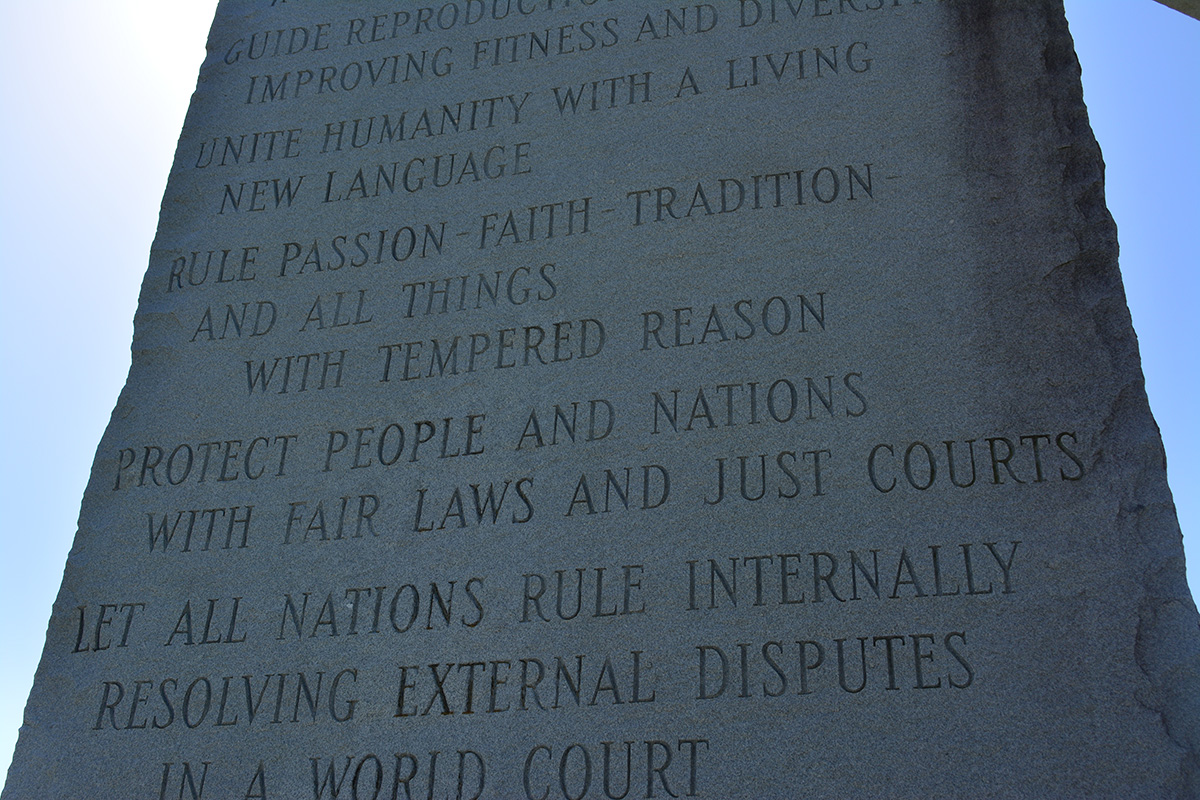 GUIDE REPRODUCTION
IMPROVING FITNESS AND DIVERSITY
UNITE HUMANITY WITH A LIVING
NEW LANGUAGE
RULE PASSION - FAITH - TRADITION -
AND ALL THINGS
WITH TEMPERED REASON
PROTECT PEOPLE AND NATIONS
WITH FAIR LAWS AND JUST COURTS
LET ALL NATIONS RULE INTERNALLY
RESOLVING EXTERNAL DISPUTES
IN A WORLD COURT